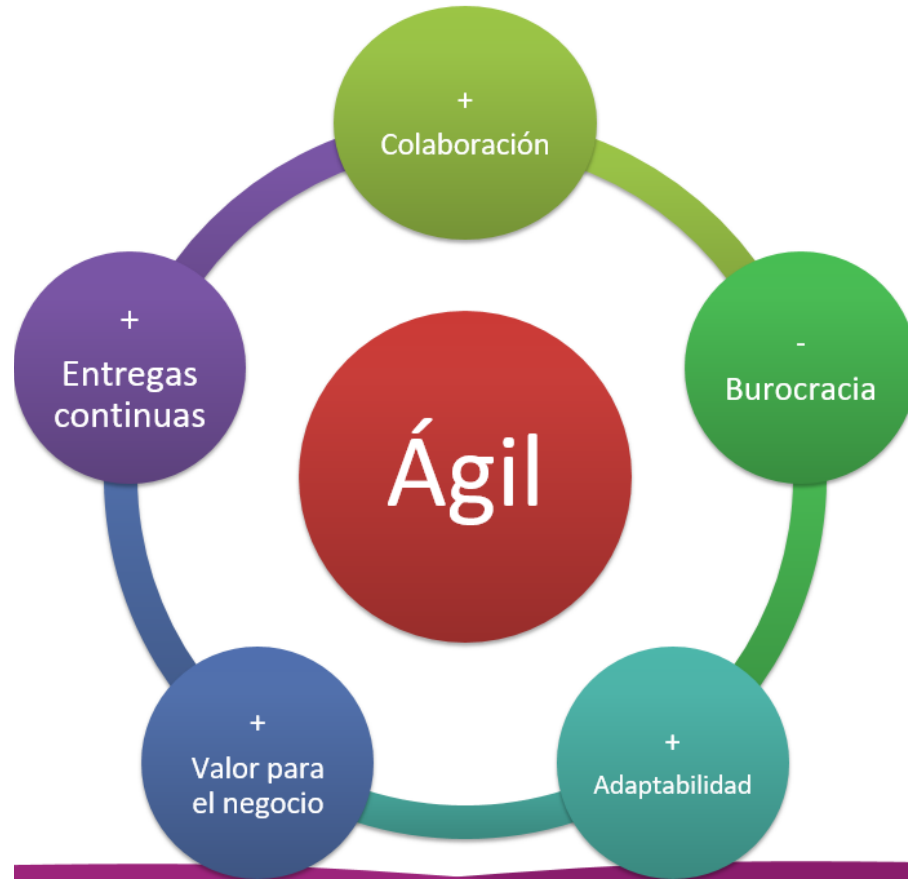 +
Colaboración
-
Burocracia
+
Adaptabilidad
+
Valor para
el negocio
+
Entregas
continuas
Ágil